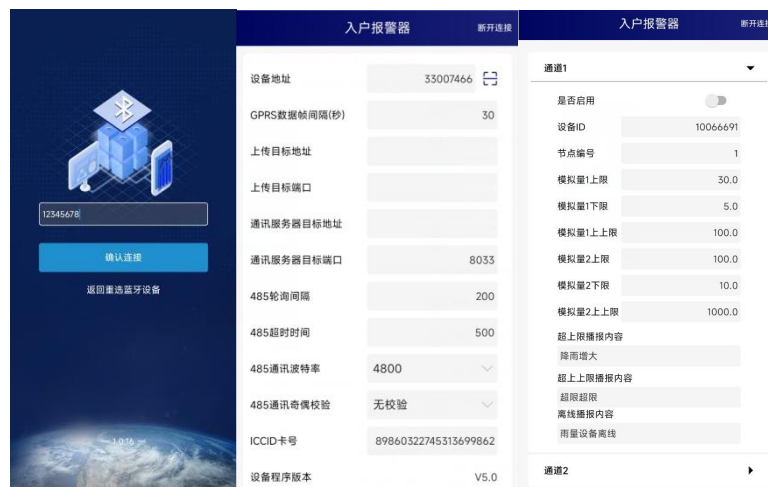 12345678
确认连接
返回重选蓝牙设备
1.0.16
入户报警器 断开连接
设备地址 33007466
GPRS数据帧间隔(秒) 30
上传目标地址
上传目标端口
通讯服务器目标地址
通讯服务器目标端口 8033
485轮询间隔 200
485超时时间 500
485通讯波特率 4800
485通讯奇偶校验 无校验
ICCID卡号 89860322745313699862
设备程序版本 V5.0
入户报警器 断开连接
通道1
是否启用
设备ID 10066691
节点编号 1
模拟量1上限 30.0
模拟量1下限 5.0
模拟量1上上限 100.0
模拟量2上限 100.0
模拟量2下限 10.0
模拟量2上上限 1000.0
超上限播报内容
降雨增大
超上上限播报内容
超限超限
离线播报内容
雨量设备离线
通道2